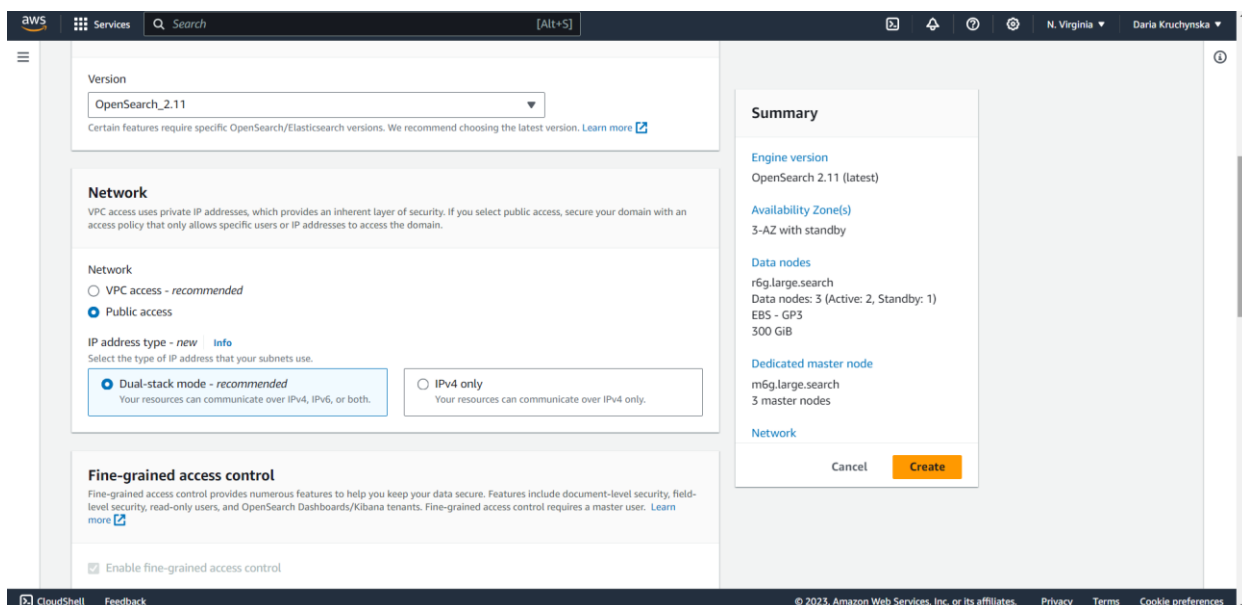 aws
Services
Search
[Alt+S]
N. Virginia ▼
Daria Kruchynska ▼
Version
OpenSearch_2.11
Certain features require specific OpenSearch/Elasticsearch versions. We recommend choosing the latest version. Learn more
Network
VPC access uses private IP addresses, which provides an inherent layer of security. If you select public access, secure your domain with an
access policy that only allows specific users or IP addresses to access the domain.
Network
VPC access - recommended
Public access
IP address type - new Info
Select the type of IP address that your subnets use.
Dual-stack mode - recommended
Your resources can communicate over IPv4, IPv6, or both.
IPv4 only
Your resources can communicate over IPv4 only.
Fine-grained access control
Fine-grained access control provides numerous features to help you keep your data secure. Features include document-level security, field-
level security, read-only users, and OpenSearch Dashboards/Kibana tenants. Fine-grained access control requires a master user. Learn
more
Enable fine-grained access control
Summary
Engine version
OpenSearch 2.11 (latest)
Availability Zone(s)
3-AZ with standby
Data nodes
r6g.large.search
Data nodes: 3 (Active: 2, Standby: 1)
EBS - GP3
300 GiB
Dedicated master node
m6g.large.search
3 master nodes
Network
Cancel
Create
CloudShell
Feedback
© 2023, Amazon Web Services, Inc. or its affiliates.
Privacy
Terms
Cookie preferences